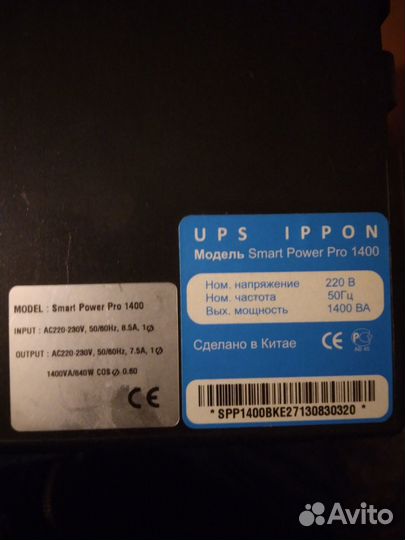 UPS IPPON
Модель Smart Power Pro 1400
Ном. напряжение 220 В
Ном. частота 50Гц
Вых. мощность 1400 ВА
Сделано в Китае CE
*SPP1400BKE27130830320*
MODEL : Smart Power Pro 1400
INPUT : AC220-230V, 50/60Hz, 8.5A, 1∅
OUTPUT : AC220-230V, 50/60Hz, 7.5A, 1∅
1400VA/840W COS ∅ 0.60
CE
Avito